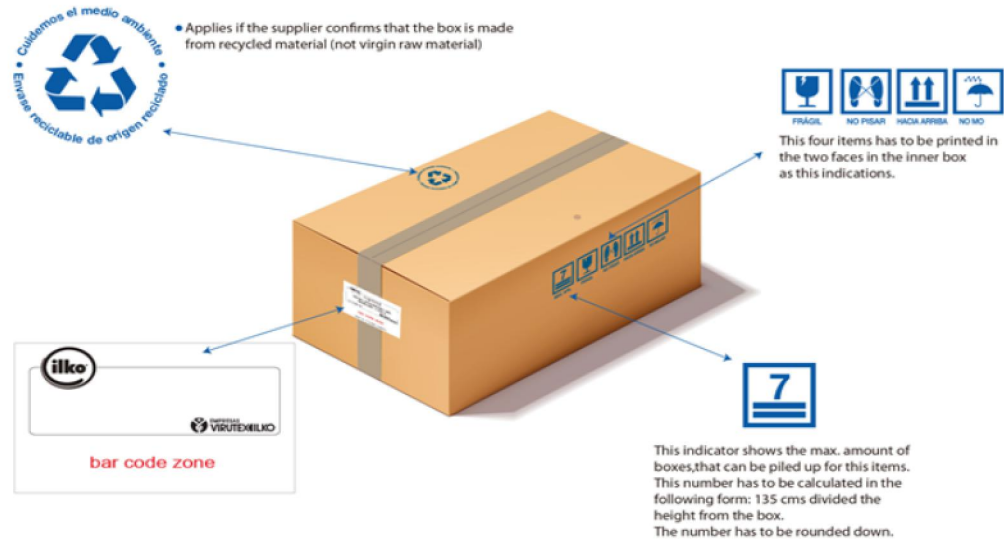 Cuidemos el medio ambiente
Envase reciclable de origen reciclado
• Applies if the supplier confirms that the box is made
from recycled material (not virgin raw material)
FRÁGIL NO PISAR HACIA ARRIBA NO MO
This four items has to be printed in
the two faces in the inner box
as this indications.
7
ilko
EMPRESAS
VIRUTEX ILKO
bar code zone
7
This indicator shows the max. amount of
boxes,that can be piled up for this items.
This number has to be calculated in the
following form: 135 cms divided the
height from the box.
The number has to be rounded down.